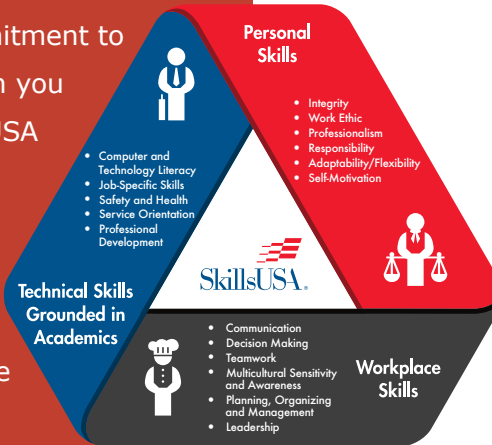 mitment to
n you
USA
e
Personal
Skills
• Integrity
• Work Ethic
• Professionalism
• Responsibility
• Adaptability/Flexibility
• Self-Motivation
• Computer and
Technology Literacy
• Job-Specific Skills
• Safety and Health
• Service Orientation
• Professional
Development
Technical Skills
Grounded in
Academics
SkillsUSA.
• Communication
• Decision Making
• Teamwork
• Multicultural Sensitivity
and Awareness
• Planning, Organizing
and Management
• Leadership
Workplace
Skills